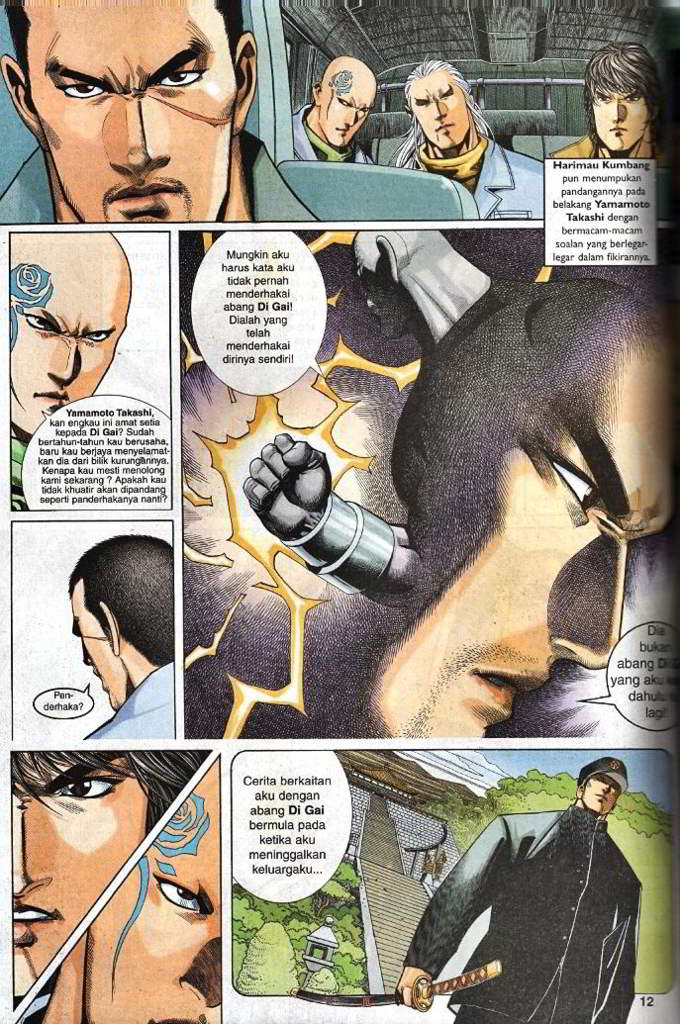 Harimau Kumbang
pun menumpukan
pandangannya pada
belakang Yamamoto
Takashi dengan
bermacam-macam
soalan yang berlegar-
legar dalam fikirannya.
Yamamoto Takashi,
kan engkau ini amat setia
kepada Di Gai? Sudah
bertahun-tahun kau berusaha,
baru kau berjaya menyelamat-
kan dia dari bilik kurungannya.
Kenapa kau mesti menolong
kami sekarang ? Apakah kau
tidak khuatir akan dipandang
seperti panderhakanya nanti?
Mungkin aku
harus kata aku
tidak pernah
menderhakai
abang Di Gai!
Dialah yang
telah
menderhakai
dirinya sendiri!
Pen-
derhaka?
Dia
bukan
abang Di
yang aku
dahulu
lagi!
Cerita berkaitan
aku dengan
abang Di Gai
bermula pada
ketika aku
meninggalkan
keluargaku...
12